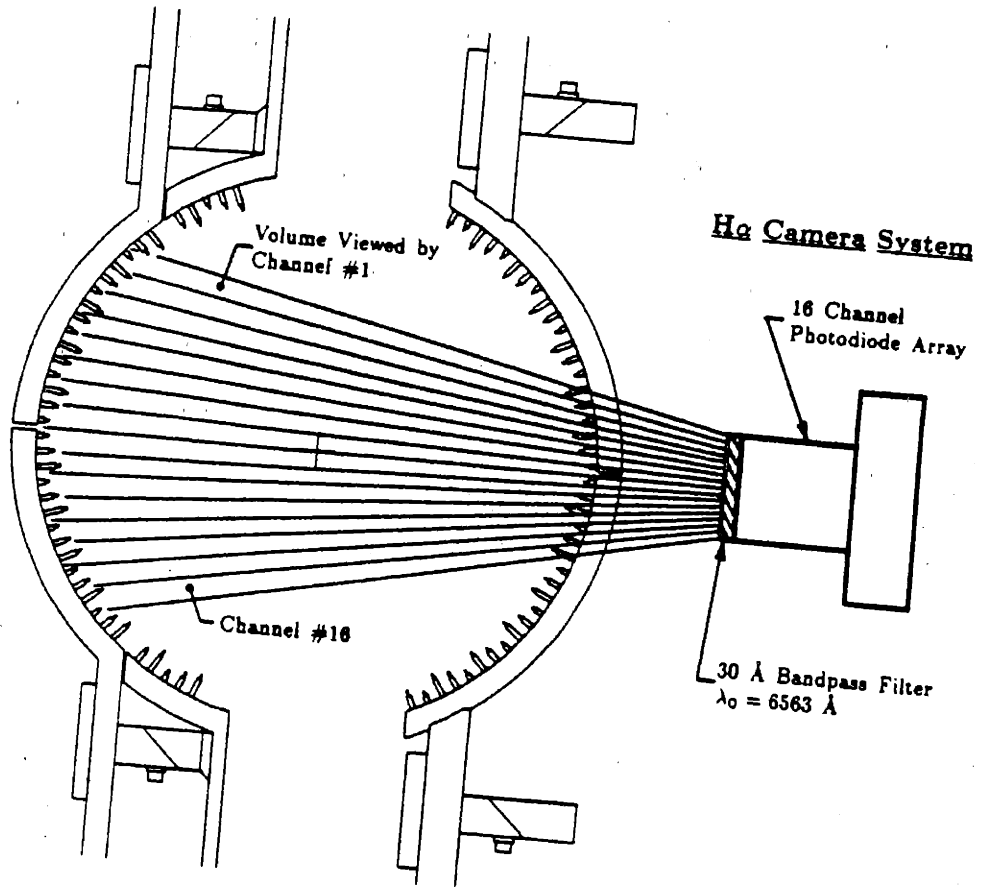 Hα Camera System
Volume Viewed by
Channel #1
16 Channel
Photodiode Array
Channel #16
30 Å Bandpass Filter
λ₀ = 6563 Å